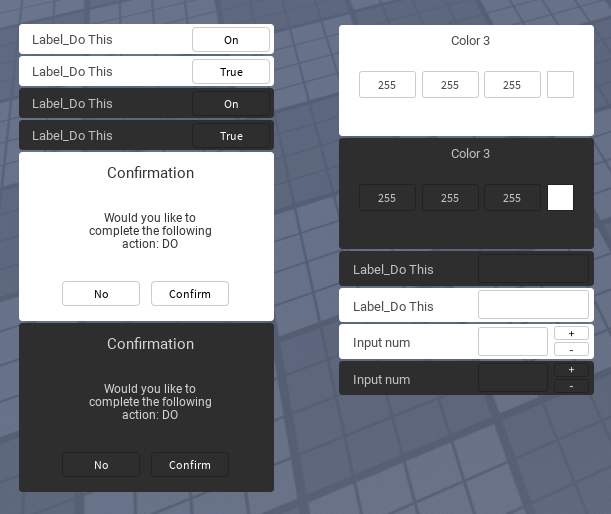 Label_Do This
On
Label_Do This
True
Label_Do This
On
Label_Do This
True
Confirmation
Would you like to
complete the following
action: DO
No
Confirm
Confirmation
Would you like to
complete the following
action: DO
No
Confirm
Color 3
255
255
255
Color 3
255
255
255
Label_Do This
Label_Do This
Input num
+
-
Input num
+
-